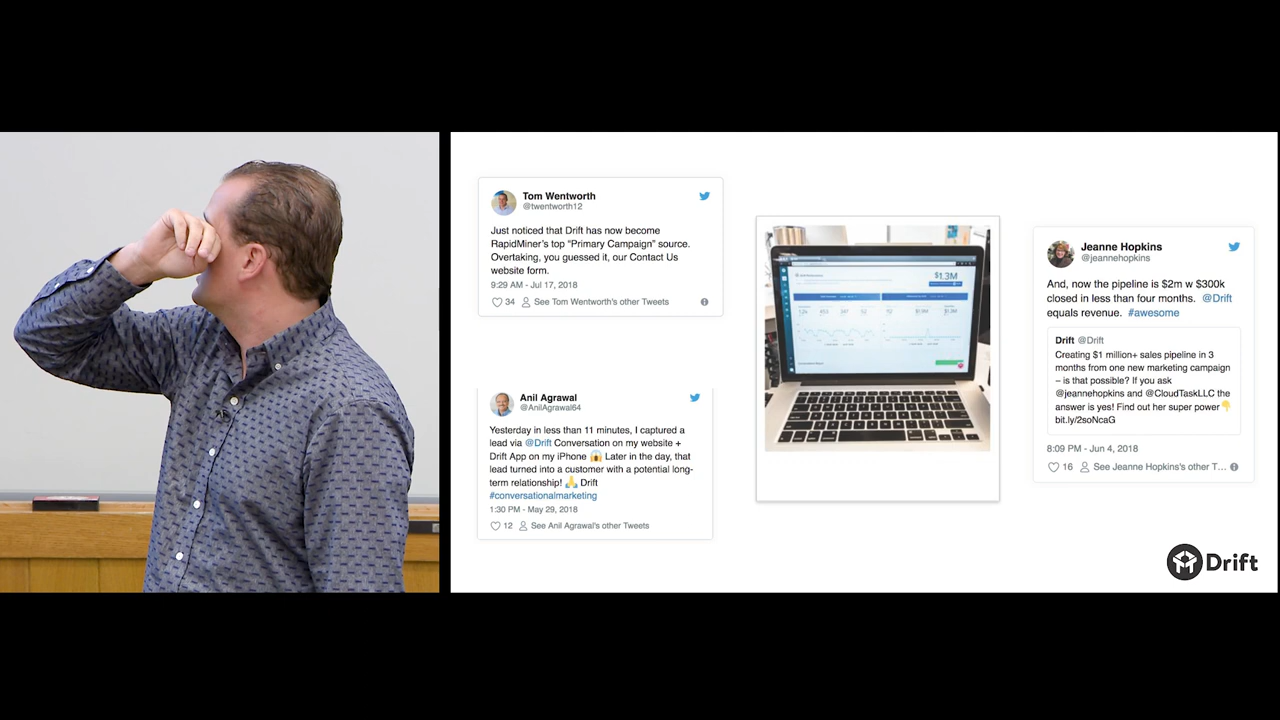 Tom Wentworth
@twentworth12
Just noticed that Drift has now become
RapidMiner's top “Primary Campaign” source.
Overtaking, you guessed it, our Contact Us
website form.
9:29 AM - Jul 17, 2018
34 See Tom Wentworth's other Tweets
Anil Agrawal
@AnilAgrawal64
Yesterday in less than 11 minutes, I captured a
lead via @Drift Conversation on my website +
Drift App on my iPhone 😱 Later in the day, that
lead turned into a customer with a potential long-
term relationship! 🙏 Drift
#conversationalmarketing
1:30 PM - May 29, 2018
12 See Anil Agrawal's other Tweets
$1.3M
Jeanne Hopkins
@jeannehopkins
And, now the pipeline is $2m w $300k
closed in less than four months. @Drift
equals revenue. #awesome
Drift @Drift
Creating $1 million+ sales pipeline in 3
months from one new marketing campaign
– is that possible? If you ask
@jeannehopkins and @CloudTaskLLC the
answer is yes! Find out her super power👇
bit.ly/2soNcaG
8:09 PM - Jun 4, 2018
16 See Jeanne Hopkins's other T...
Drift